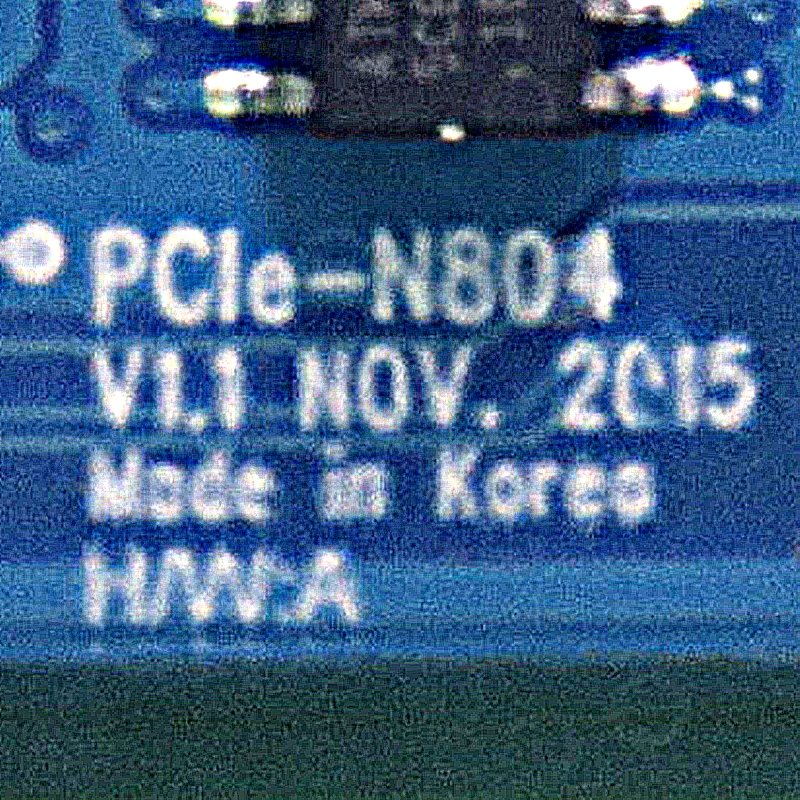 PCIe-N804
V1.1 NOV. 2015
Made in Korea
H/W:A